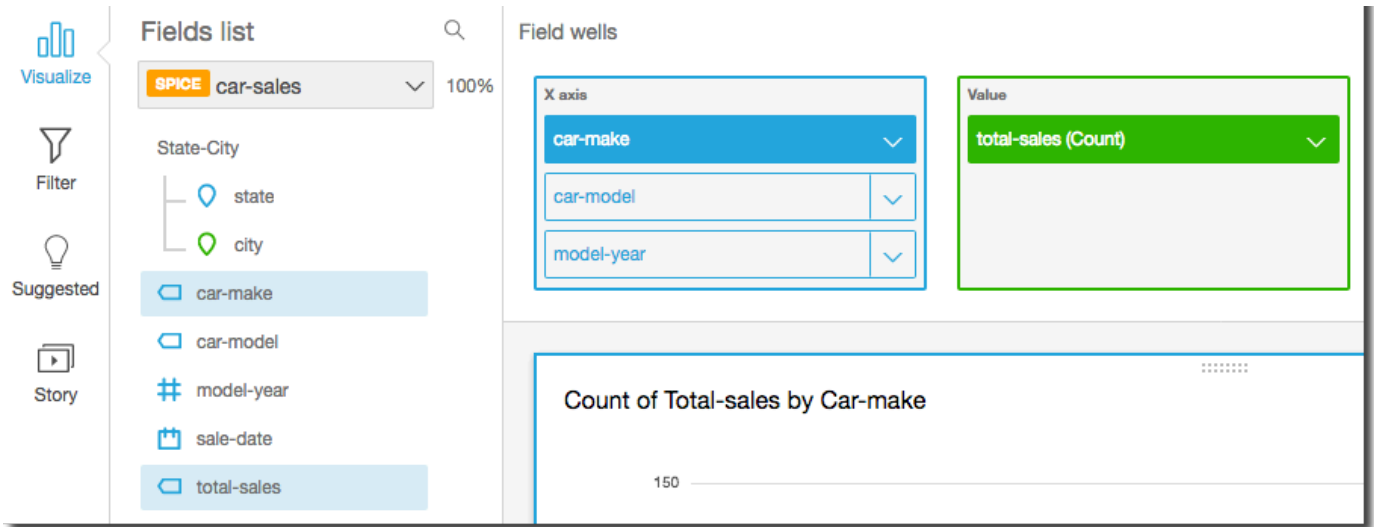 Visualize
Filter
Suggested
Story
Fields list
SPICE car-sales
100%
State-City
state
city
car-make
car-model
model-year
sale-date
total-sales
Field wells
X axis
car-make
car-model
model-year
Value
total-sales (Count)
Count of Total-sales by Car-make
150